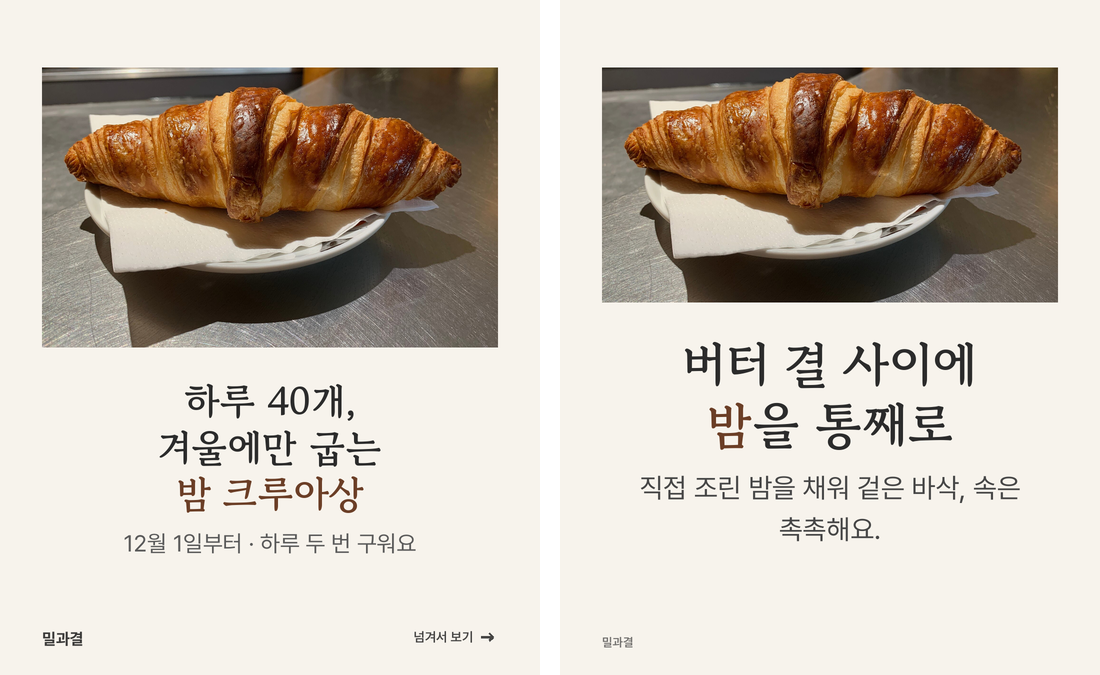 하루 40개,
겨울에만 굽는
밤 크루아상
12월 1일부터 · 하루 두 번 구워요
밀과결
넘겨서 보기 →
버터 결 사이에
밤을 통째로
직접 조린 밤을 채워 겉은 바삭, 속은
촉촉해요.
밀과결